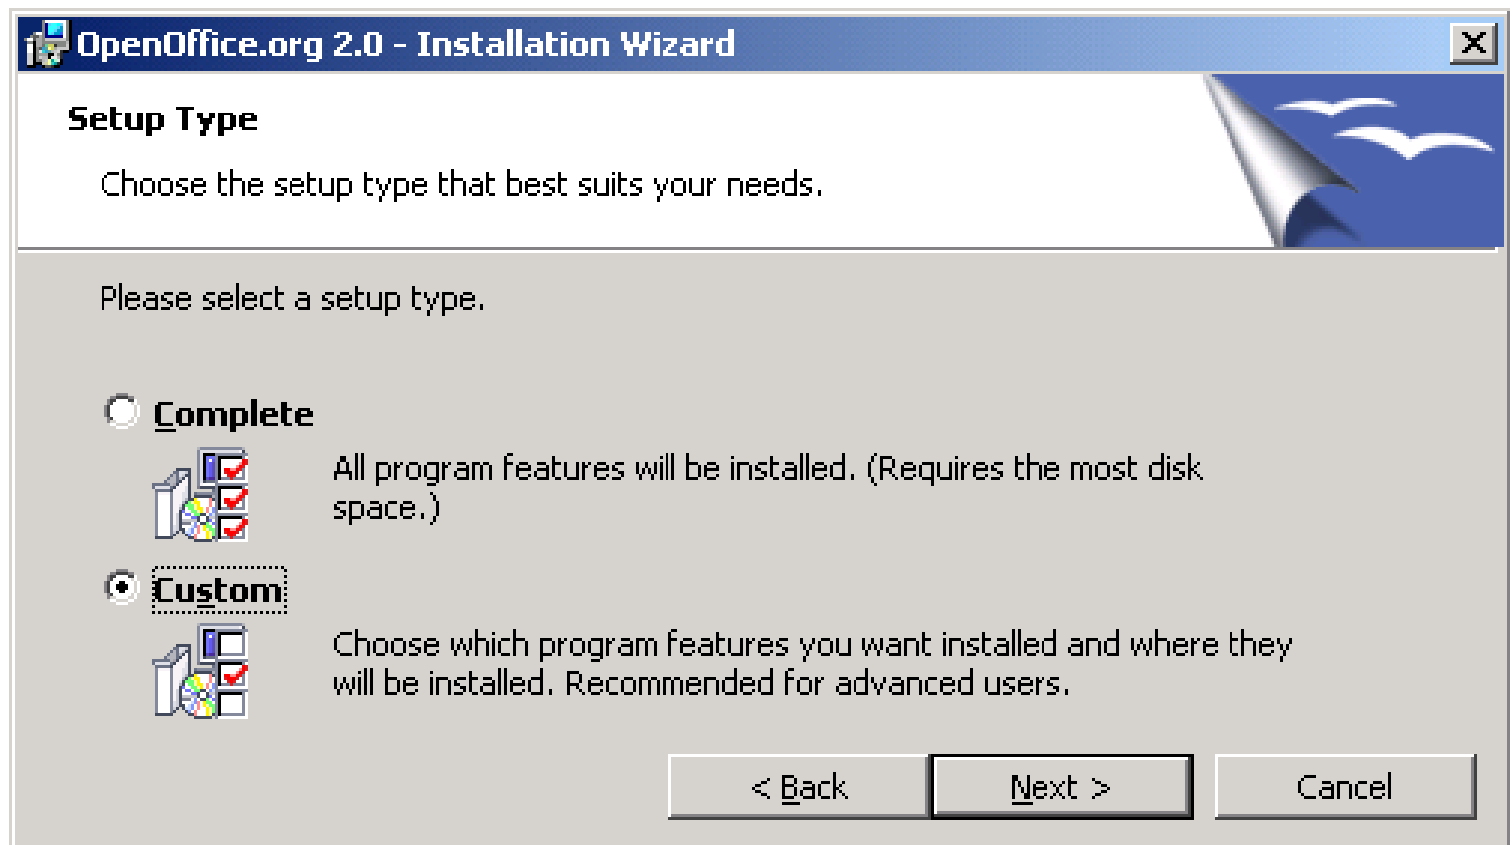 OpenOffice.org 2.0 - Installation Wizard
Setup Type
Choose the setup type that best suits your needs.
Please select a setup type.
Complete
All program features will be installed. (Requires the most disk
space.)
Custom
Choose which program features you want installed and where they
will be installed. Recommended for advanced users.
< Back Next > Cancel